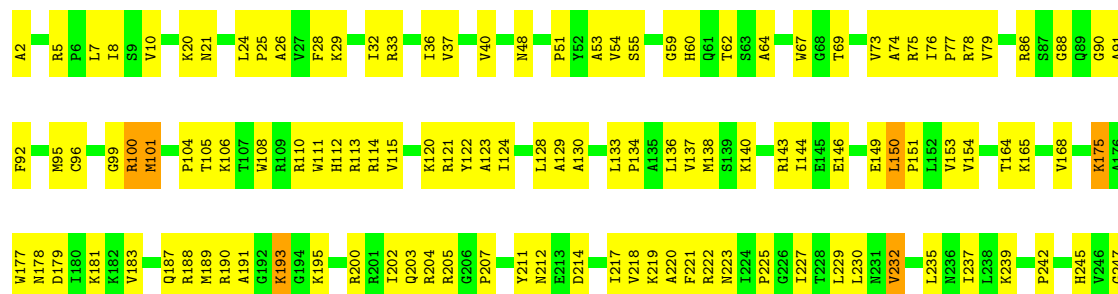 A2 R5 P6 L7 I8 S9 V10 K20 N21 L24 P25 A26 V27 F28 K29 I32 R33 I36 V37 V40 N48 P51 Y52 A53 V54 S55 G59 H60 Q61 T62 S63 A64 W67 G68 T69 V73 A74 R75 I76 P77 R78 V79 R86 S87 G88 Q89 G90 A91
F92 M95 C96 G99 R100 M101 P104 T105 K106 T107 W108 R109 R110 W111 H112 R113 R114 V115 K120 R121 Y122 A123 I124 L128 A129 A130 L133 P134 A135 L136 V137 M138 S139 K140 R143 I144 E145 E146 E149 L150 P151 L152 V153 V154 T164 K165 V168 K175 A176
W177 N178 D179 I180 K181 K182 V183 Q187 R188 M189 R190 A191 G192 K193 G194 K195 R200 R201 I202 Q203 R204 R205 G206 P207 Y211 N212 E213 D214 I217 V218 K219 A220 F221 R222 N223 I224 P225 G226 I227 T228 L229 L230 N231 V232 L235 N236 I237 L238 K239 P242 H245 V246